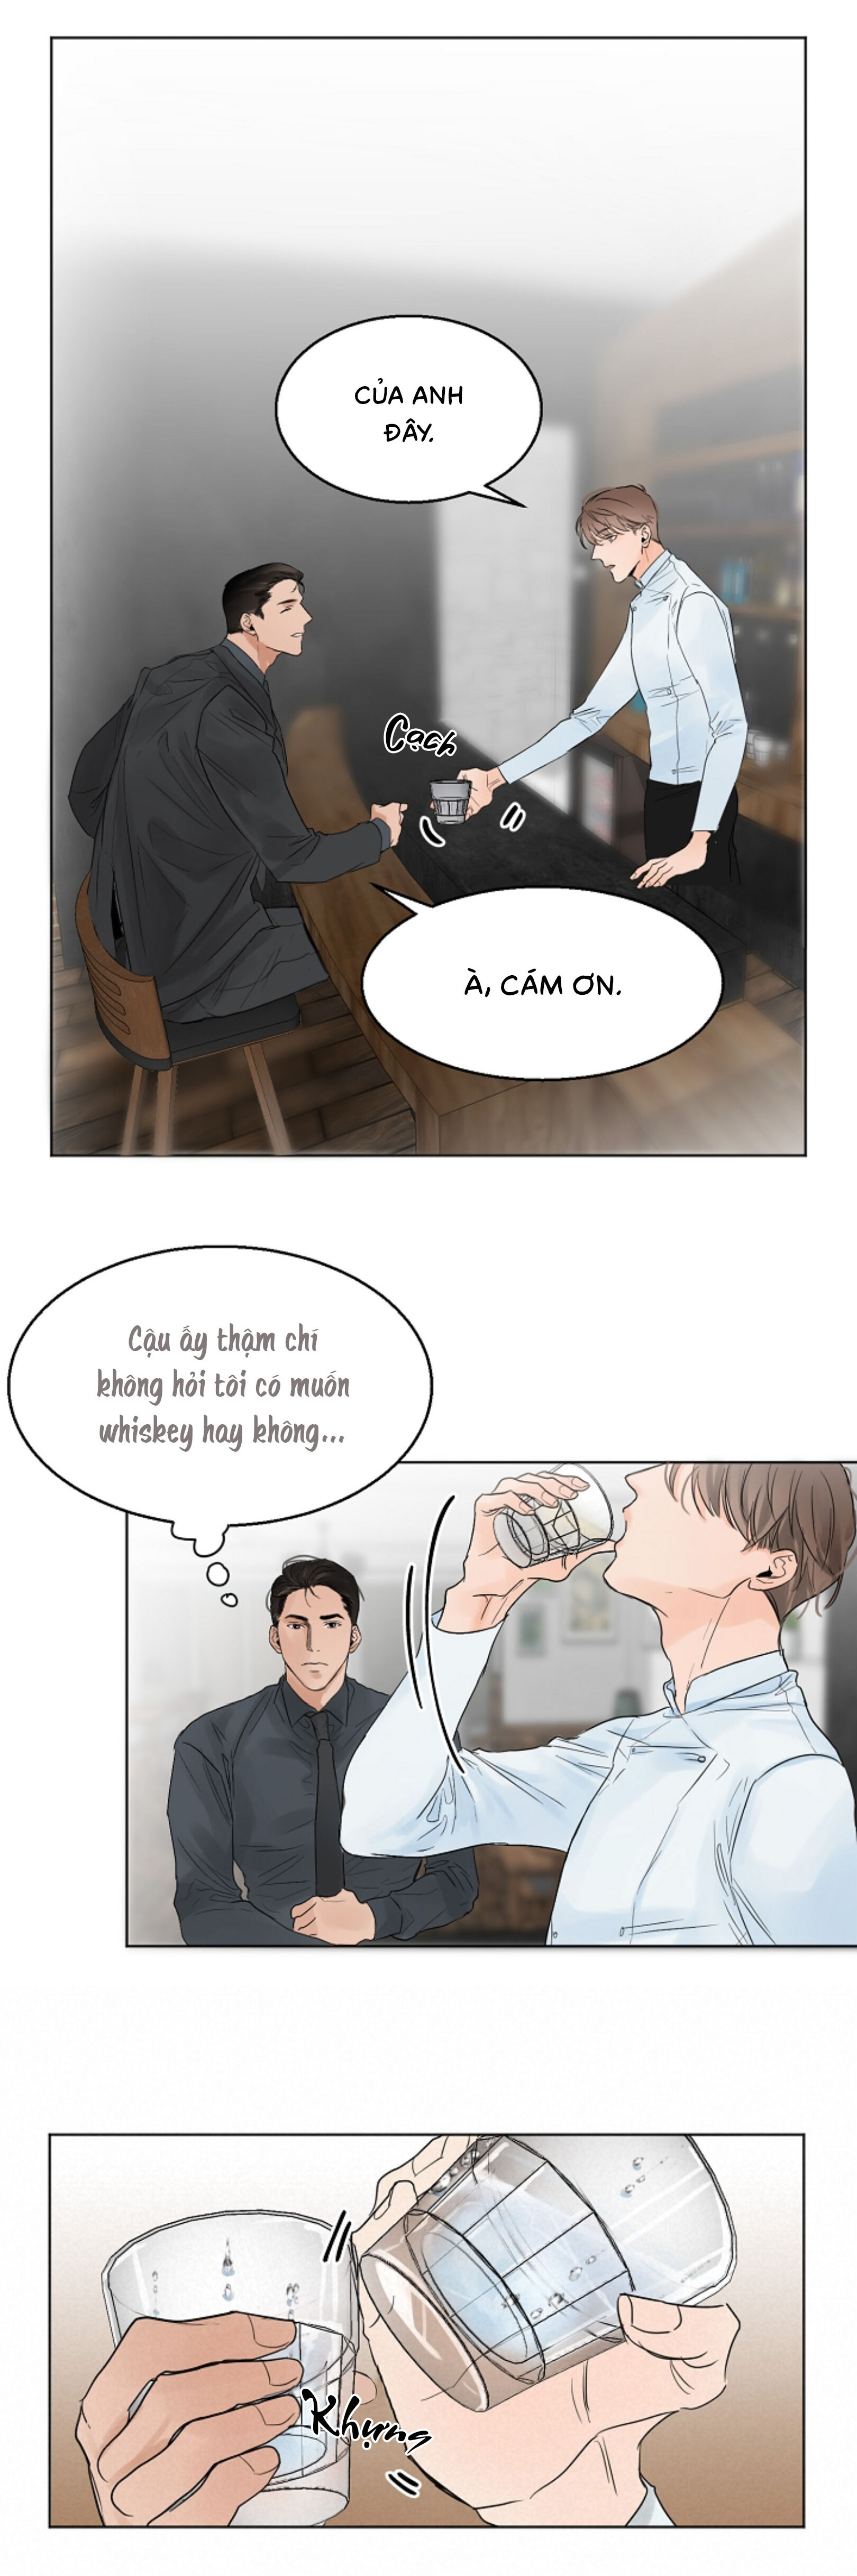 CỦA ANH
ĐÂY.
Cạch
À, CÁM ƠN.
Cậu ấy thậm chí
không hỏi tôi có muốn
whiskey hay không...
Khựng